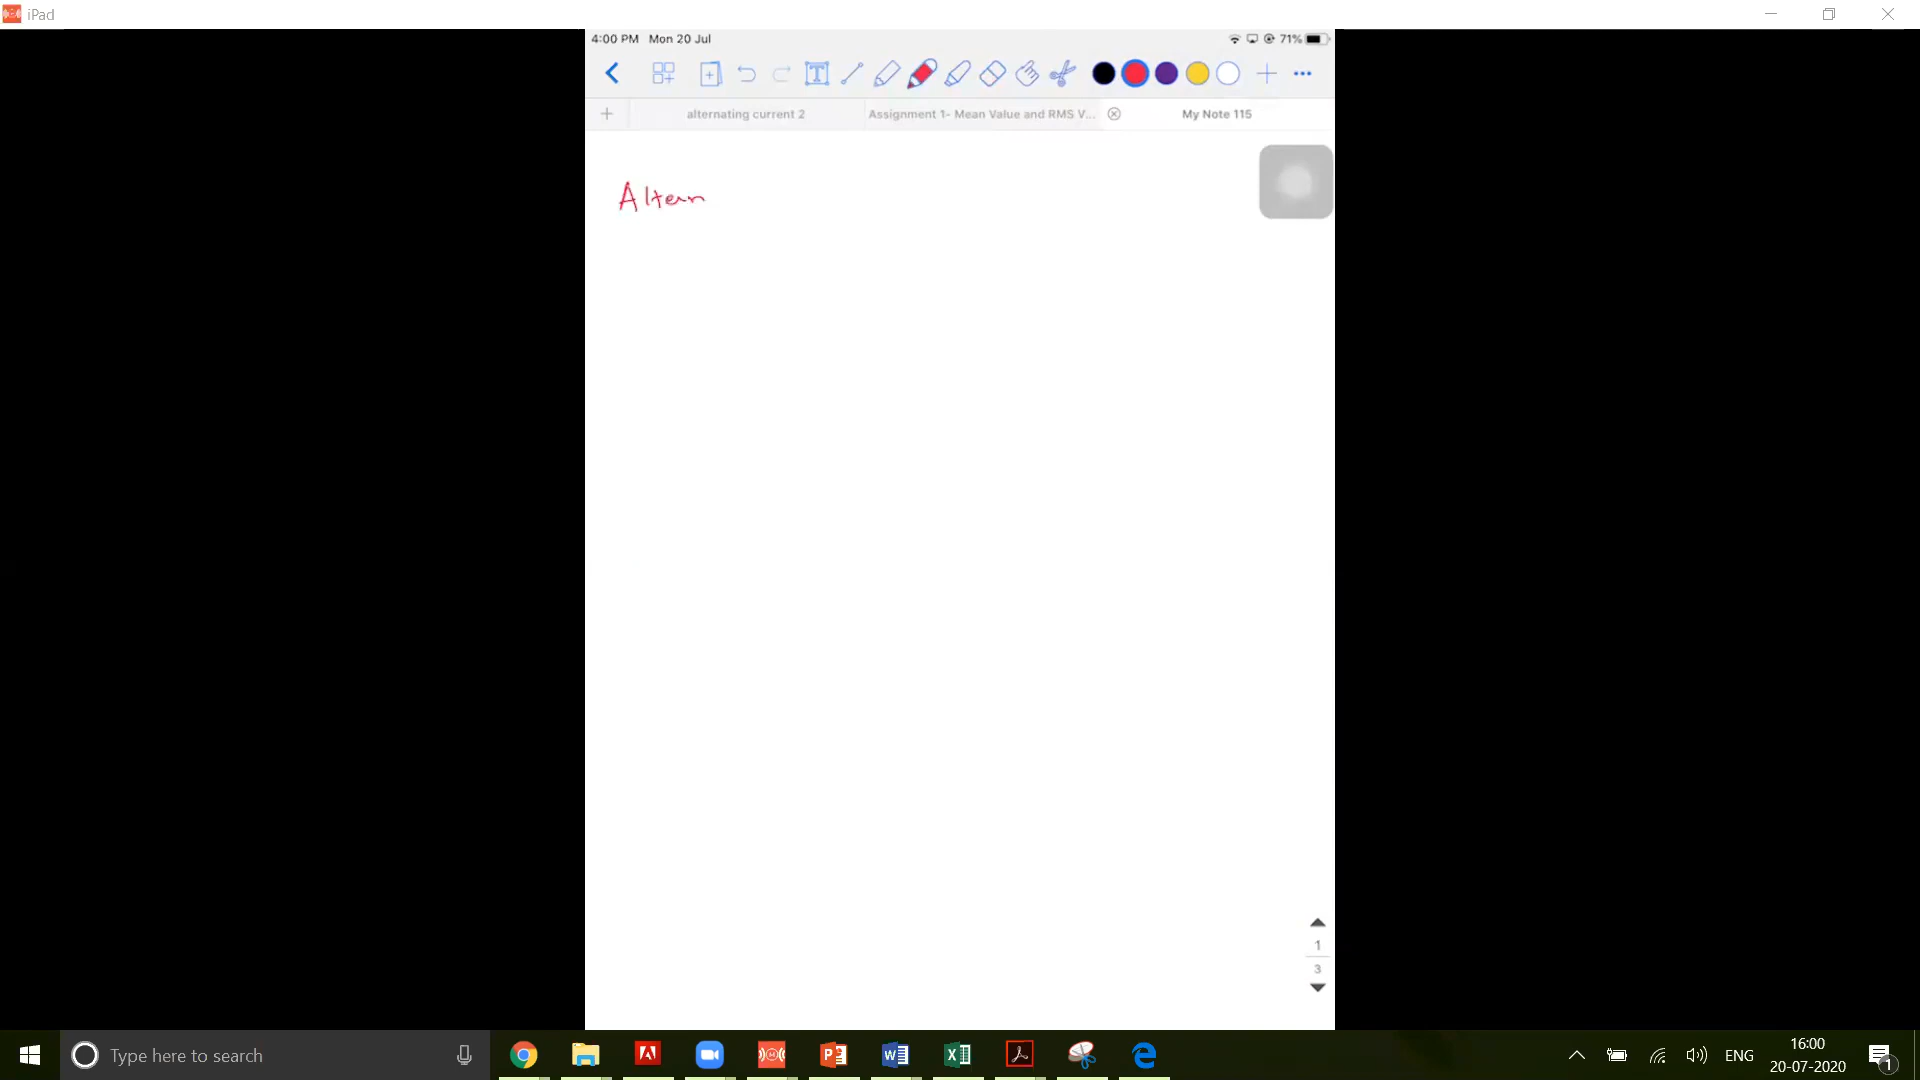 iPad
4:00 PM Mon 20 Jul
71%
alternating current 2
Assignment 1- Mean Value and RMS V...
My Note 115
Altern
1
3
Type here to search
ENG
16:00
20-07-2020
1